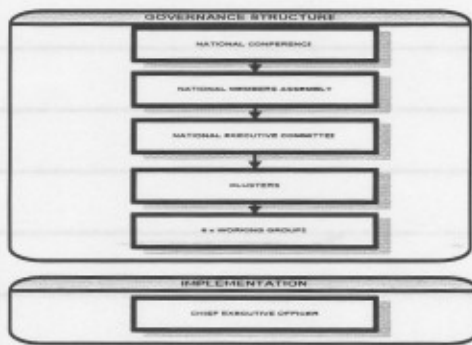 GOVERNANCE STRUCTURE
NATIONAL CONFERENCE
NATIONAL MEMBERS ASSEMBLY
NATIONAL EXECUTIVE COMMITTEE
CLUSTERS
WORKING GROUPS
IMPLEMENTATION
CHIEF EXECUTIVE OFFICER